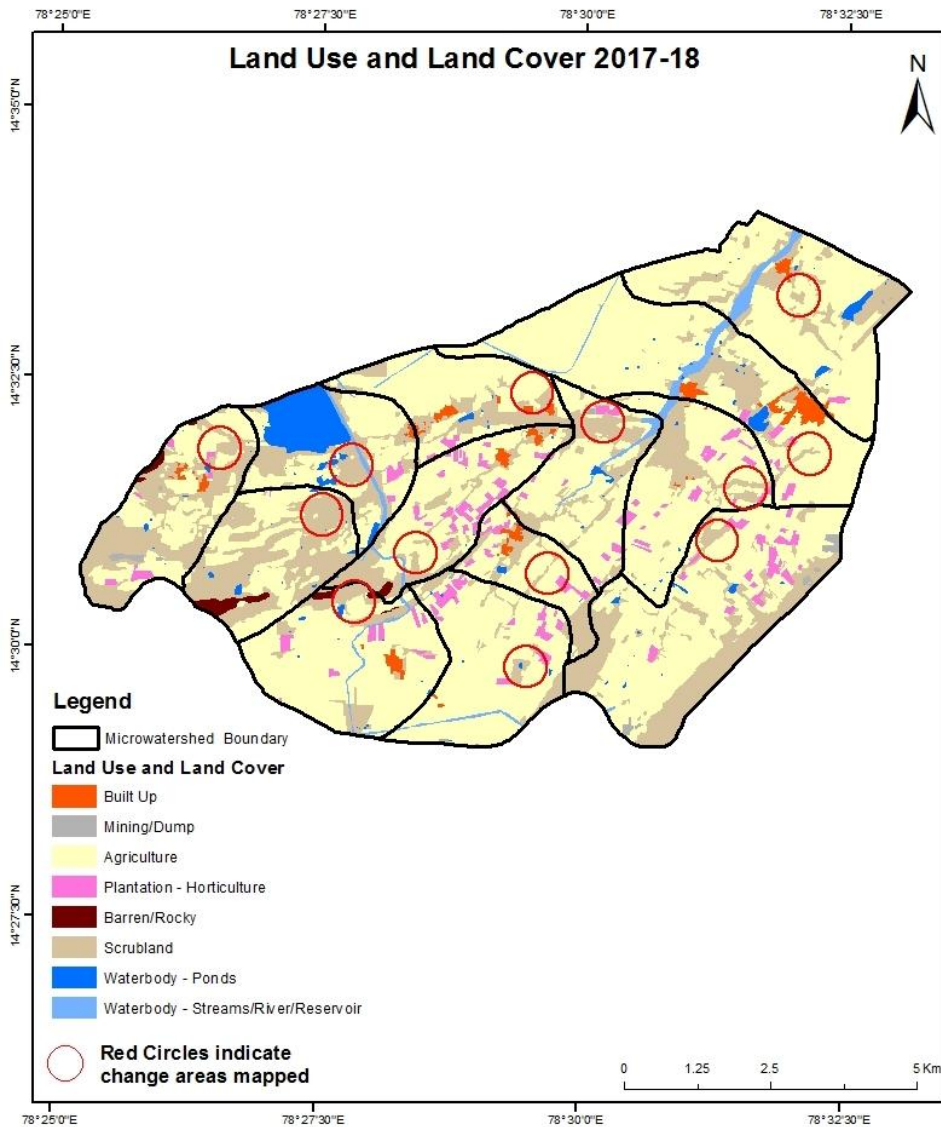 78°25'0"E 78°27'30"E 78°30'0"E 78°32'30"E
Land Use and Land Cover 2017-18
N
14°35'0"N
14°32'30"N
14°30'0"N
14°27'30"N
Legend
Microwatershed Boundary
Land Use and Land Cover
Built Up
Mining/Dump
Agriculture
Plantation - Horticulture
Barren/Rocky
Scrubland
Waterbody - Ponds
Waterbody - Streams/River/Reservoir
Red Circles indicate
change areas mapped
0 1.25 2.5 5 Km
78°25'0"E 78°27'30"E 78°30'0"E 78°32'30"E